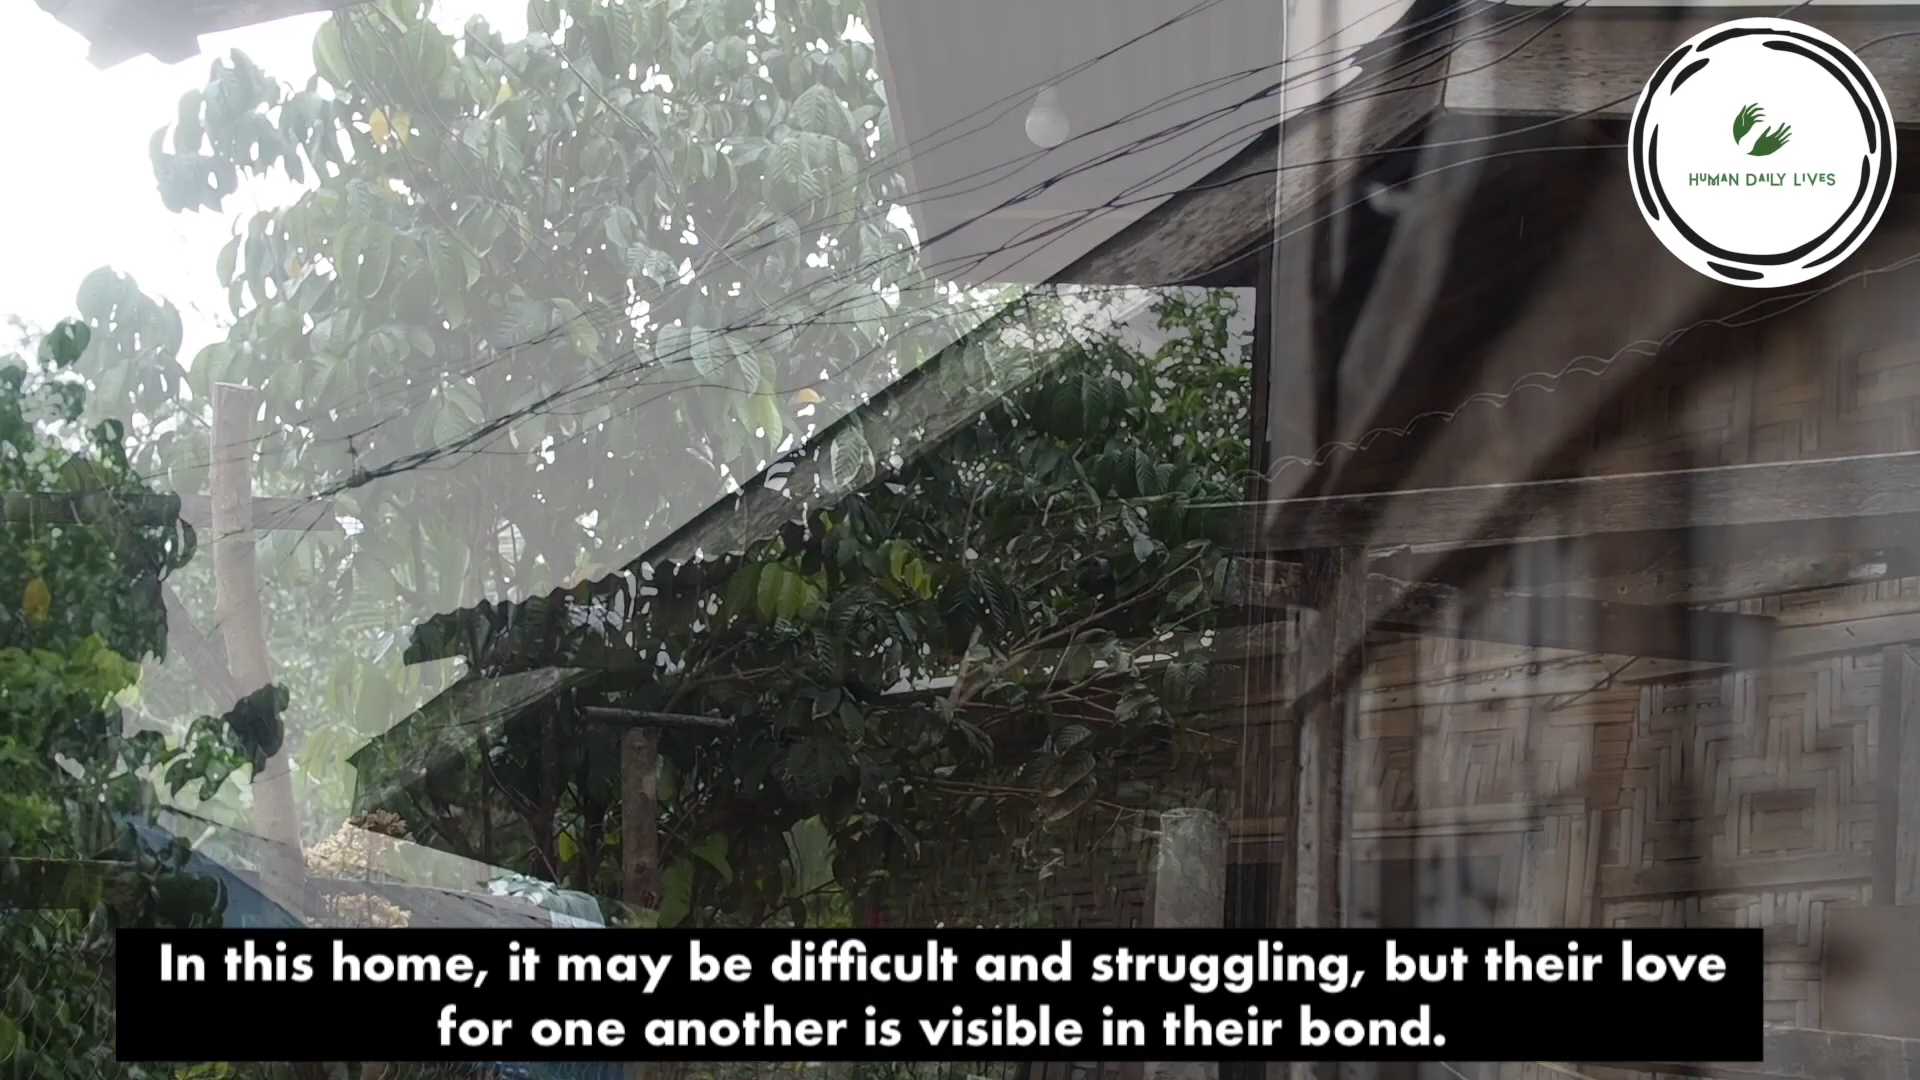 HUMAN DAILY LIVES
In this home, it may be difficult and struggling, but their love
for one another is visible in their bond.